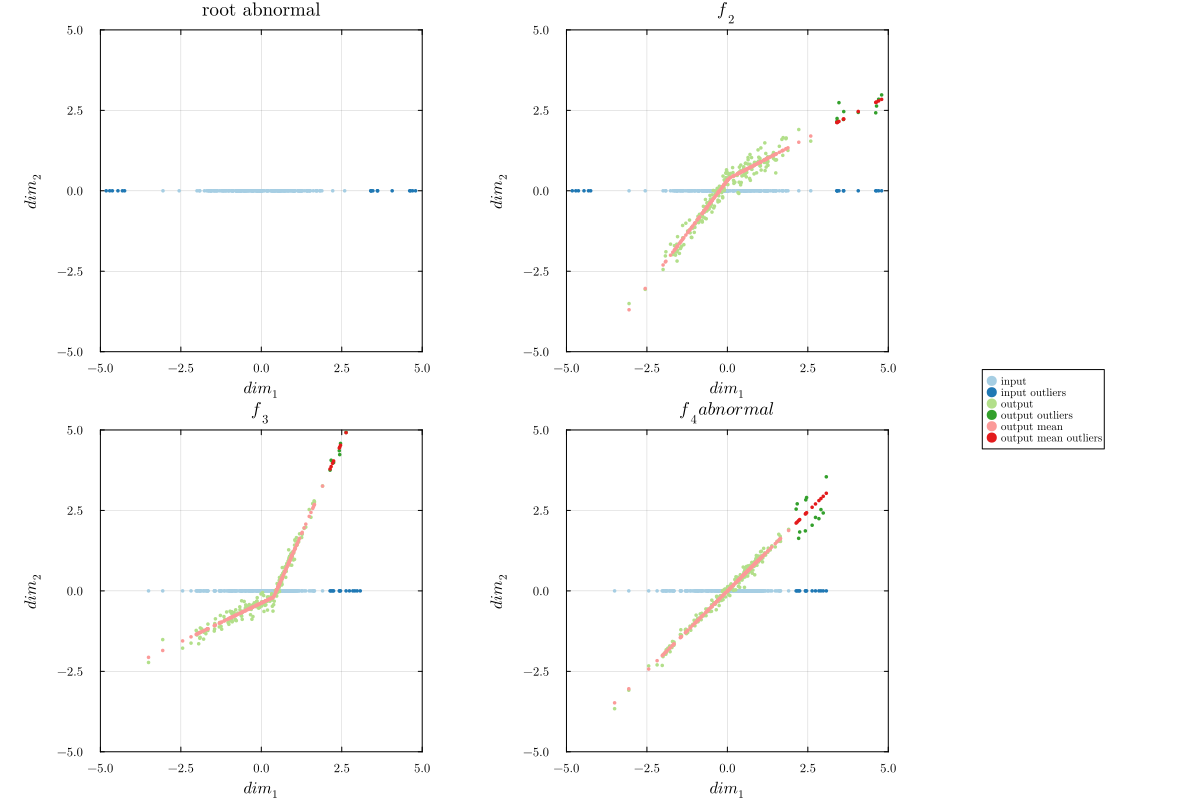 root abnormal
f2
5.0
2.5
0.0
−2.5
−5.0
dim2
−5.0 −2.5 0.0 2.5 5.0
dim1
5.0
2.5
0.0
−2.5
−5.0
dim2
−5.0 −2.5 0.0 2.5 5.0
dim1
input
input outliers
output
output outliers
output mean
output mean outliers
f3
5.0
2.5
0.0
−2.5
−5.0
dim2
−5.0 −2.5 0.0 2.5 5.0
dim1
f4abnormal
5.0
2.5
0.0
−2.5
−5.0
dim2
−5.0 −2.5 0.0 2.5 5.0
dim1